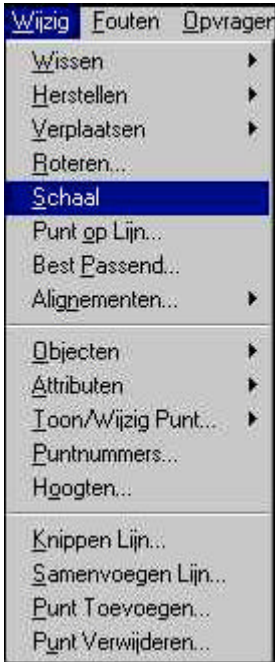 Wijzig Fouten Opvragen
Wissen
Herstellen
Verplaatsen
Roteren...
Schaal
Punt op Lijn...
Best Passend...
Alignementen...
Objecten
Attributen
Toon/Wijzig Punt...
Puntnummers...
Hoogten...
Knippen Lijn...
Samenvoegen Lijn...
Punt Toevoegen...
Punt Verwijderen...